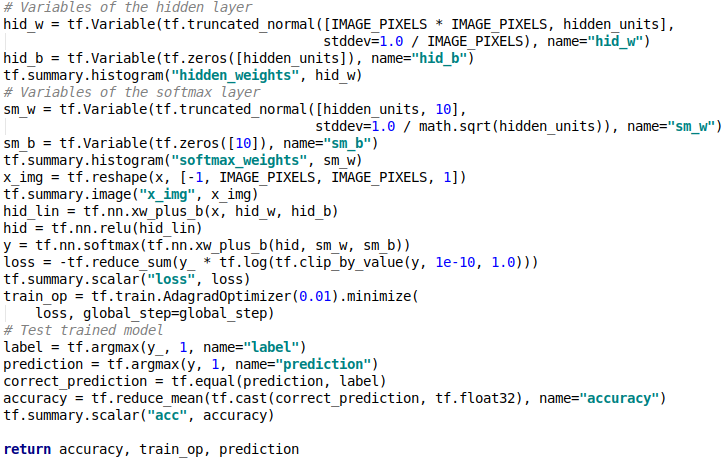 # Variables of the hidden layer
hid_w = tf.Variable(tf.truncated_normal([IMAGE_PIXELS * IMAGE_PIXELS, hidden_units],
                                        stddev=1.0 / IMAGE_PIXELS), name="hid_w")
hid_b = tf.Variable(tf.zeros([hidden_units]), name="hid_b")
tf.summary.histogram("hidden_weights", hid_w)
# Variables of the softmax layer
sm_w = tf.Variable(tf.truncated_normal([hidden_units, 10],
                                       stddev=1.0 / math.sqrt(hidden_units)), name="sm_w")
sm_b = tf.Variable(tf.zeros([10]), name="sm_b")
tf.summary.histogram("softmax_weights", sm_w)
x_img = tf.reshape(x, [-1, IMAGE_PIXELS, IMAGE_PIXELS, 1])
tf.summary.image("x_img", x_img)
hid_lin = tf.nn.xw_plus_b(x, hid_w, hid_b)
hid = tf.nn.relu(hid_lin)
y = tf.nn.softmax(tf.nn.xw_plus_b(hid, sm_w, sm_b))
loss = -tf.reduce_sum(y_ * tf.log(tf.clip_by_value(y, 1e-10, 1.0)))
tf.summary.scalar("loss", loss)
train_op = tf.train.AdagradOptimizer(0.01).minimize(
    loss, global_step=global_step)
# Test trained model
label = tf.argmax(y_, 1, name="label")
prediction = tf.argmax(y, 1, name="prediction")
correct_prediction = tf.equal(prediction, label)
accuracy = tf.reduce_mean(tf.cast(correct_prediction, tf.float32), name="accuracy")
tf.summary.scalar("acc", accuracy)

return accuracy, train_op, prediction